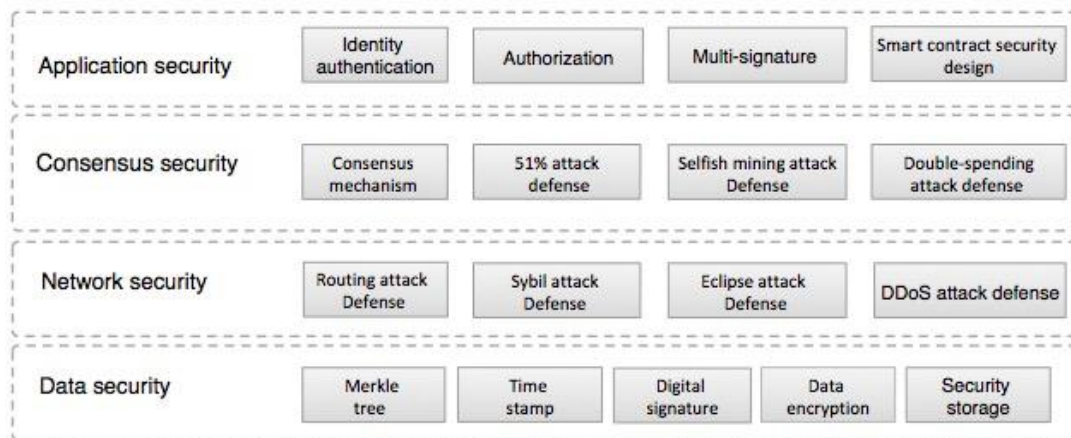 Application security
Identity
authentication
Authorization
Multi-signature
Smart contract security
design
Consensus security
Consensus
mechanism
51% attack
defense
Selfish mining attack
Defense
Double-spending
attack defense
Network security
Routing attack
Defense
Sybil attack
Defense
Eclipse attack
Defense
DDoS attack defense
Data security
Merkle
tree
Time
stamp
Digital
signature
Data
encryption
Security
storage